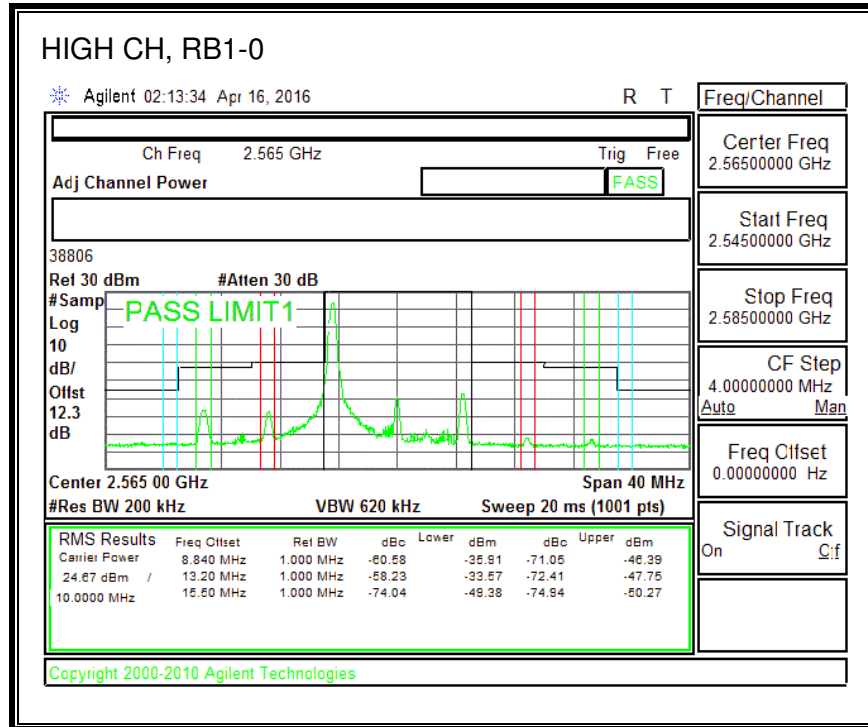 HIGH CH, RB1-0
Agilent 02:13:34 Apr 16, 2016 R T
Freq/Channel
Ch Freq 2.565 GHz Trig Free
Adj Channel Power PASS
Center Freq
2.56500000 GHz
Start Freq
2.54500000 GHz
Stop Freq
2.58500000 GHz
CF Step
4.00000000 MHz
Auto Man
Freq Offset
0.00000000 Hz
Signal Track
On Off
38806
Ref 30 dBm #Atten 30 dB
#Samp
Log
10
dB/
Offst
12.3
dB
PASS LIMIT1
Center 2.565 00 GHz Span 40 MHz
#Res BW 200 kHz VBW 620 kHz Sweep 20 ms (1001 pts)
RMS Results Freq Offset Ref BW dBc Lower dBm dBc Upper dBm
Carrier Power 8.840 MHz 1.000 MHz -60.58 -35.91 -71.05 -46.39
24.67 dBm / 13.20 MHz 1.000 MHz -58.23 -33.57 -72.41 -47.75
10.0000 MHz 15.50 MHz 1.000 MHz -74.04 -49.38 -74.94 -50.27
Copyright 2000-2010 Agilent Technologies